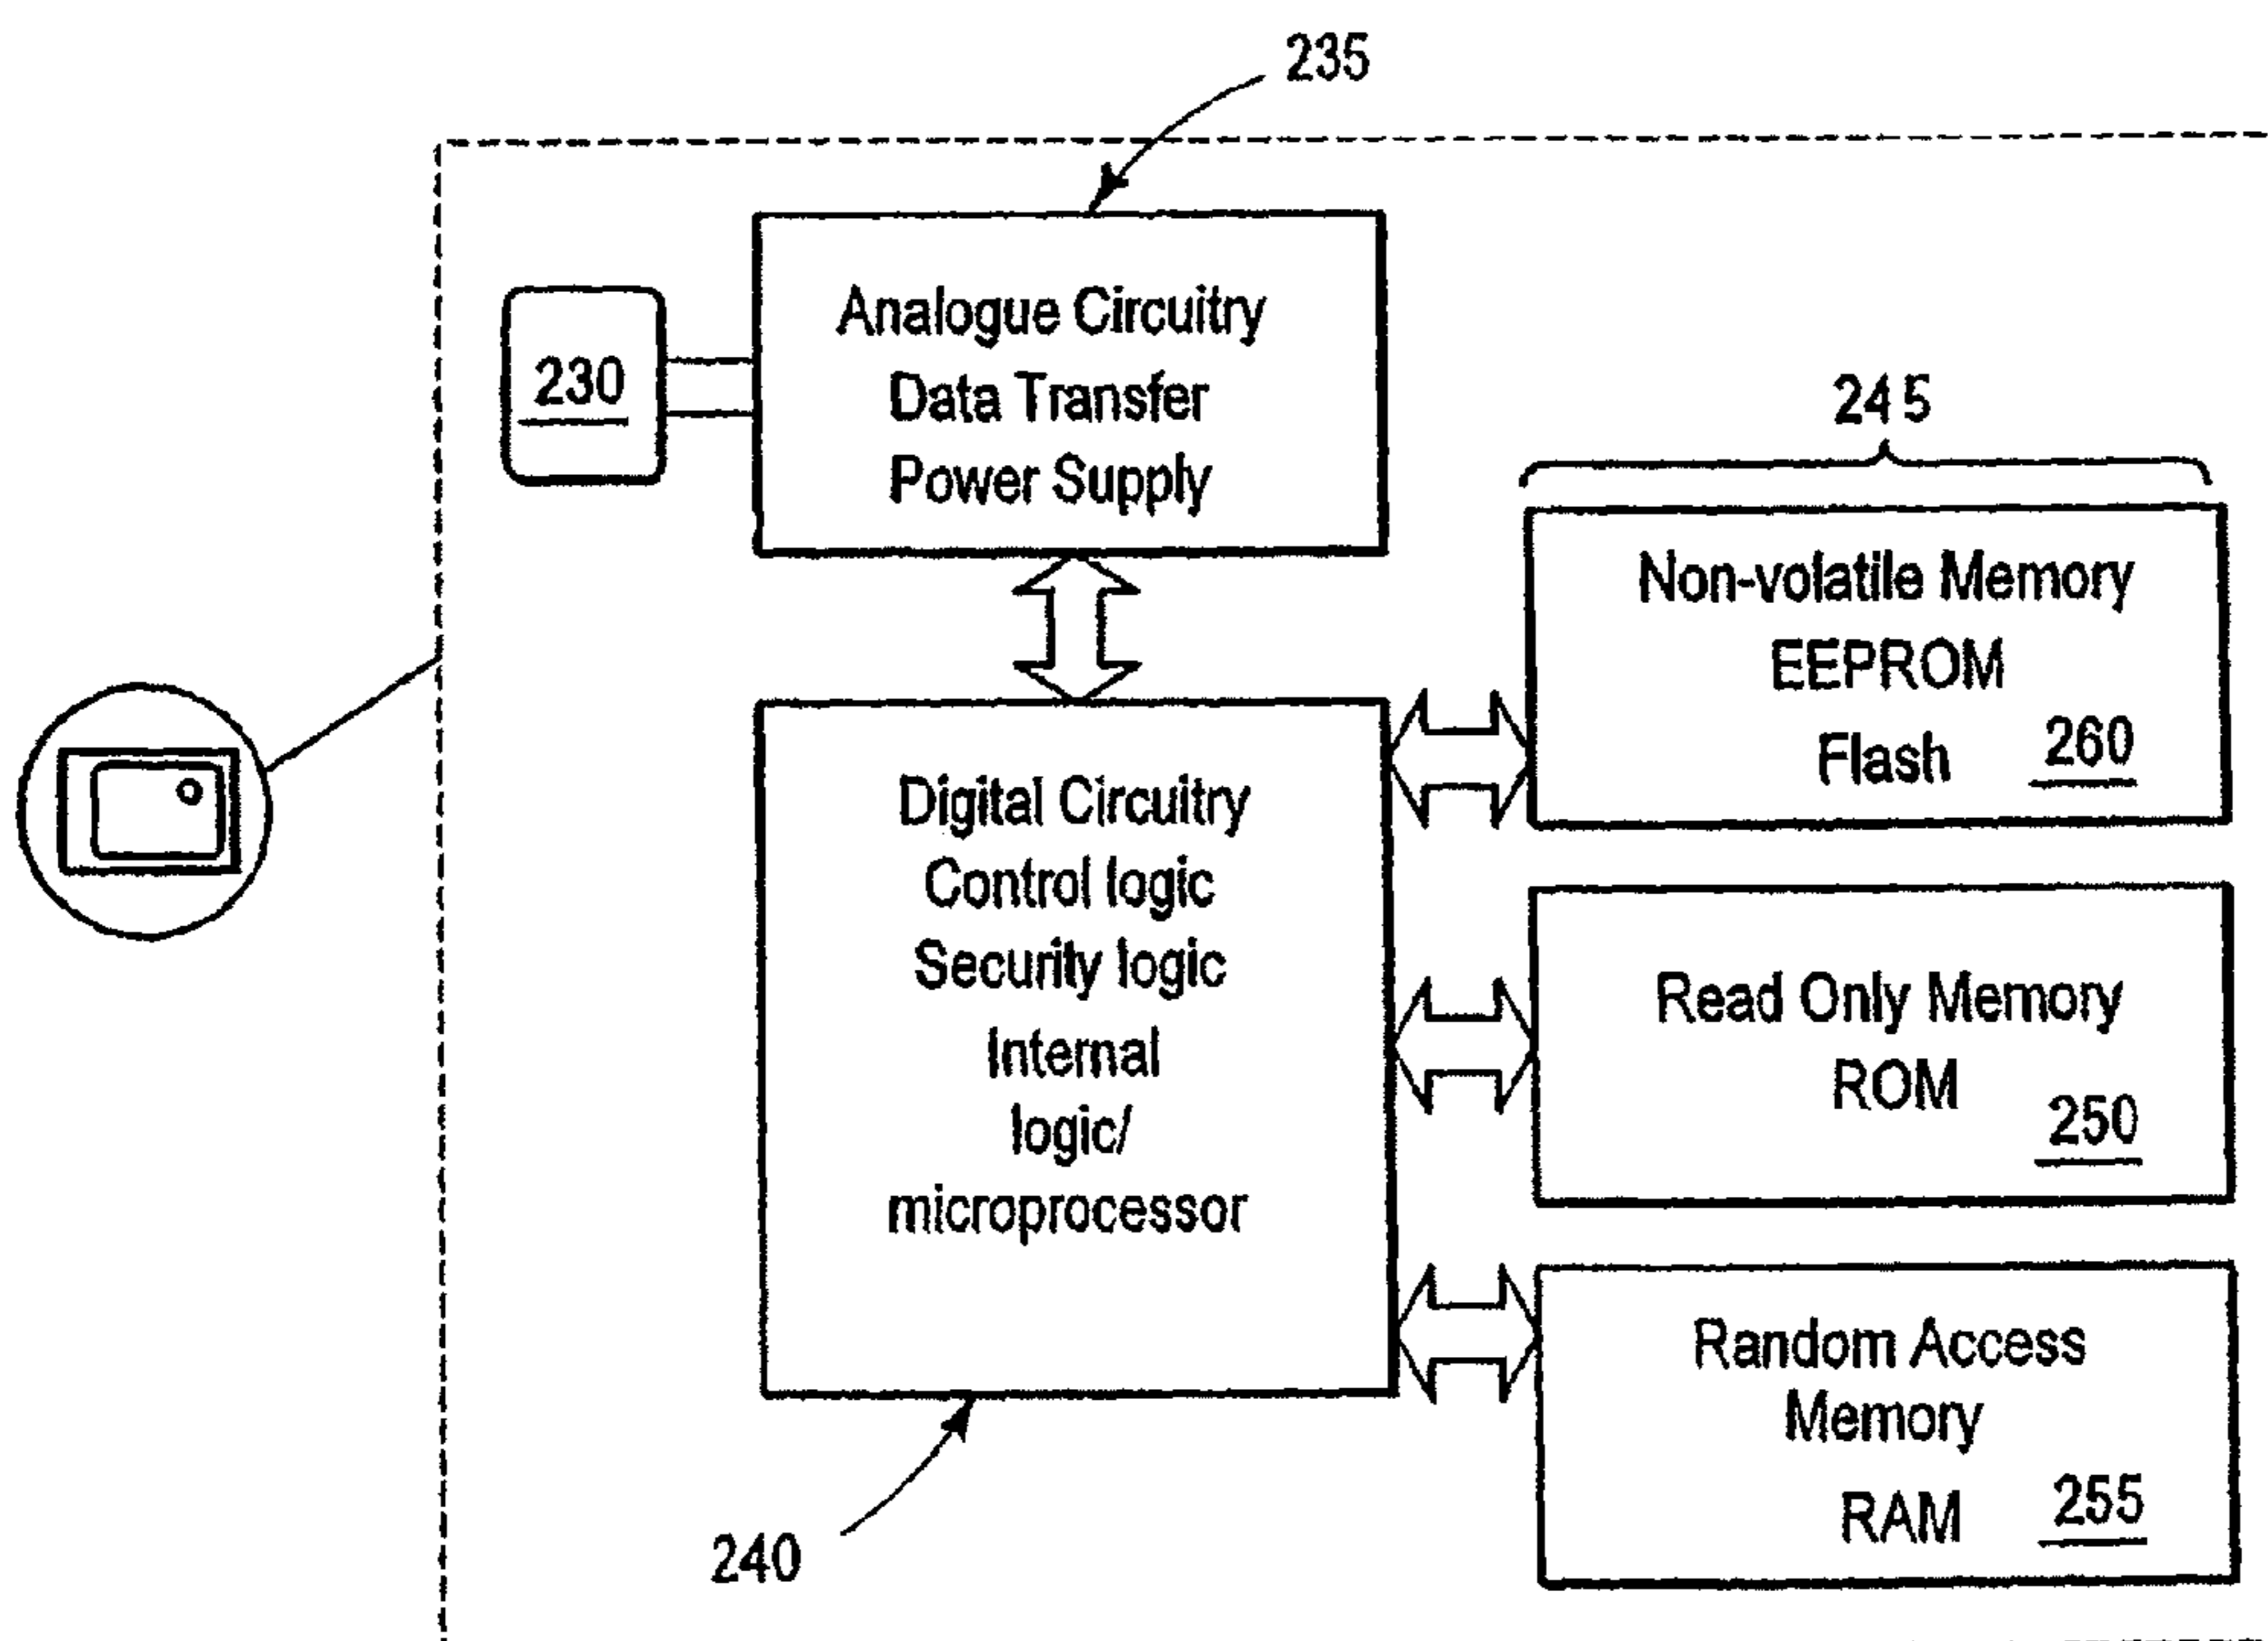 235
Analogue Circuitry
Data Transfer
Power Supply
230
245
Non-volatile Memory
EEPROM
Flash 260
Digital Circuitry
Control logic
Security logic
Internal
logic/
microprocessor
Read Only Memory
ROM
250
Random Access
Memory
RAM 255
240